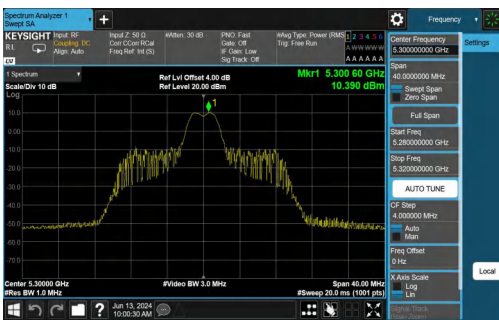 Spectrum Analyzer 1
Swept SA
Frequency
KEYSIGHT
RL
LV
Input: RF
Coupling: DC
Align: Auto
Input Z: 50 Ω
Corr CCorr RCal
Freq Ref: Int (S)
#Atten: 30 dB
PNO: Fast
Gate: Off
IF Gain: Low
Sig Track: Off
#Avg Type: Power (RMS
Trig: Free Run
1 2 3 4 5 6
A W W W W W
A A A A A A
Center Frequency
5.300000000 GHz
Settings
Span
40.0000000 MHz
Swept Span
Zero Span
Full Span
Start Freq
5.280000000 GHz
Stop Freq
5.320000000 GHz
AUTO TUNE
CF Step
4.000000 MHz
Auto
Man
Freq Offset
0 Hz
X Axis Scale
Log
Lin
Signal Track
Local
1 Spectrum
Scale/Div 10 dB
Log
Ref Lvl Offset 4.00 dB
Ref Level 20.00 dBm
Mkr1 5.300 60 GHz
10.390 dBm
1
10.0
0.00
-10.0
-20.0
-30.0
-40.0
-50.0
-60.0
-70.0
Center 5.30000 GHz
#Res BW 1.0 MHz
#Video BW 3.0 MHz
Span 40.00 MHz
#Sweep 20.0 ms (1001 pts)
Jun 13, 2024
10:00:30 AM